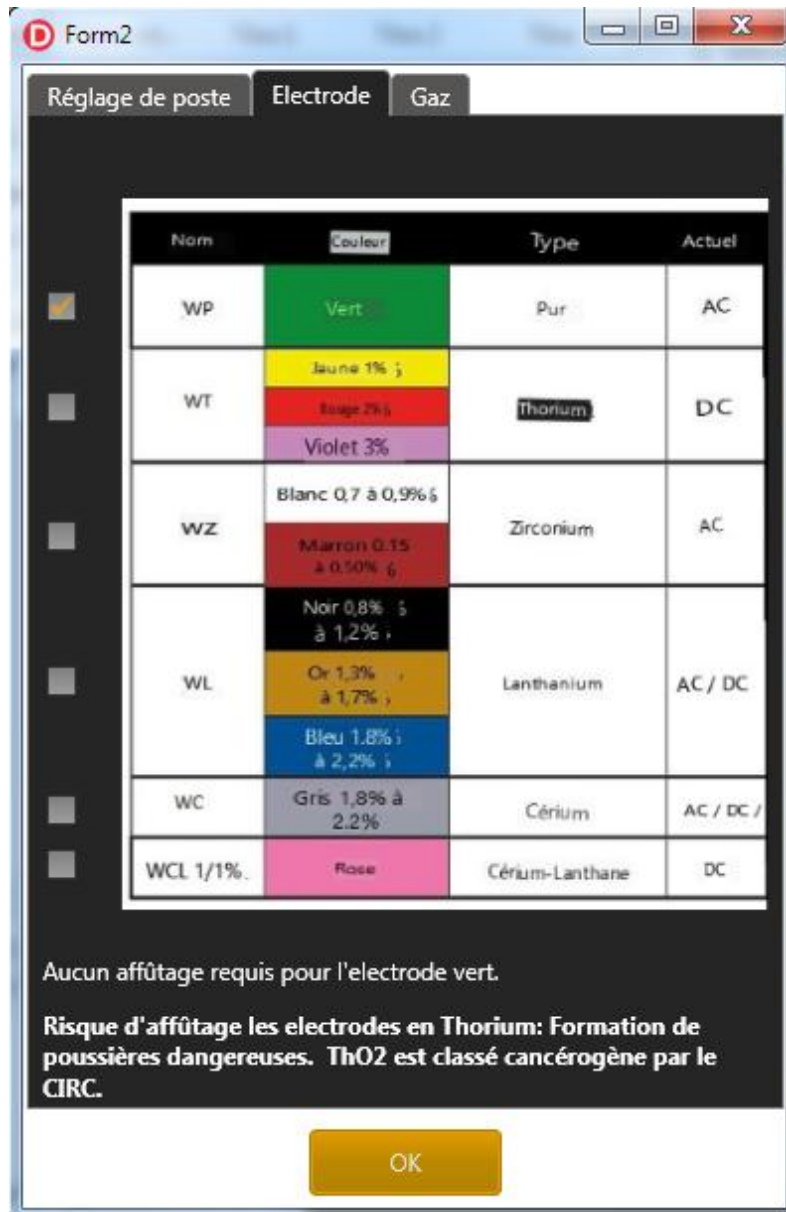 Form2
Réglage de poste Electrode Gaz
Nom Couleur Type Actuel
WP Vert Pur AC
Jaune 1% ;
WT Rouge 2% Thorium DC
Violet 3%
Blanc 0,7 à 0,9%
WZ Marron 0.15 Zirconium AC
à 0.50%
Noir 0,8%
à 1,2% ;
WL Or 1,3% Lanthanium AC / DC
à 1,7% ;
Bleu 1.8% ;
à 2,2% ;
WC Gris 1,8% à Cérium AC / DC /
2.2%
WCL 1/1%. Rose Cérium-Lanthane DC
Aucun affûtage requis pour l'electrode vert.
Risque d'affûtage les electrodes en Thorium: Formation de
poussières dangereuses. ThO2 est classé cancérogène par le
CIRC.
OK